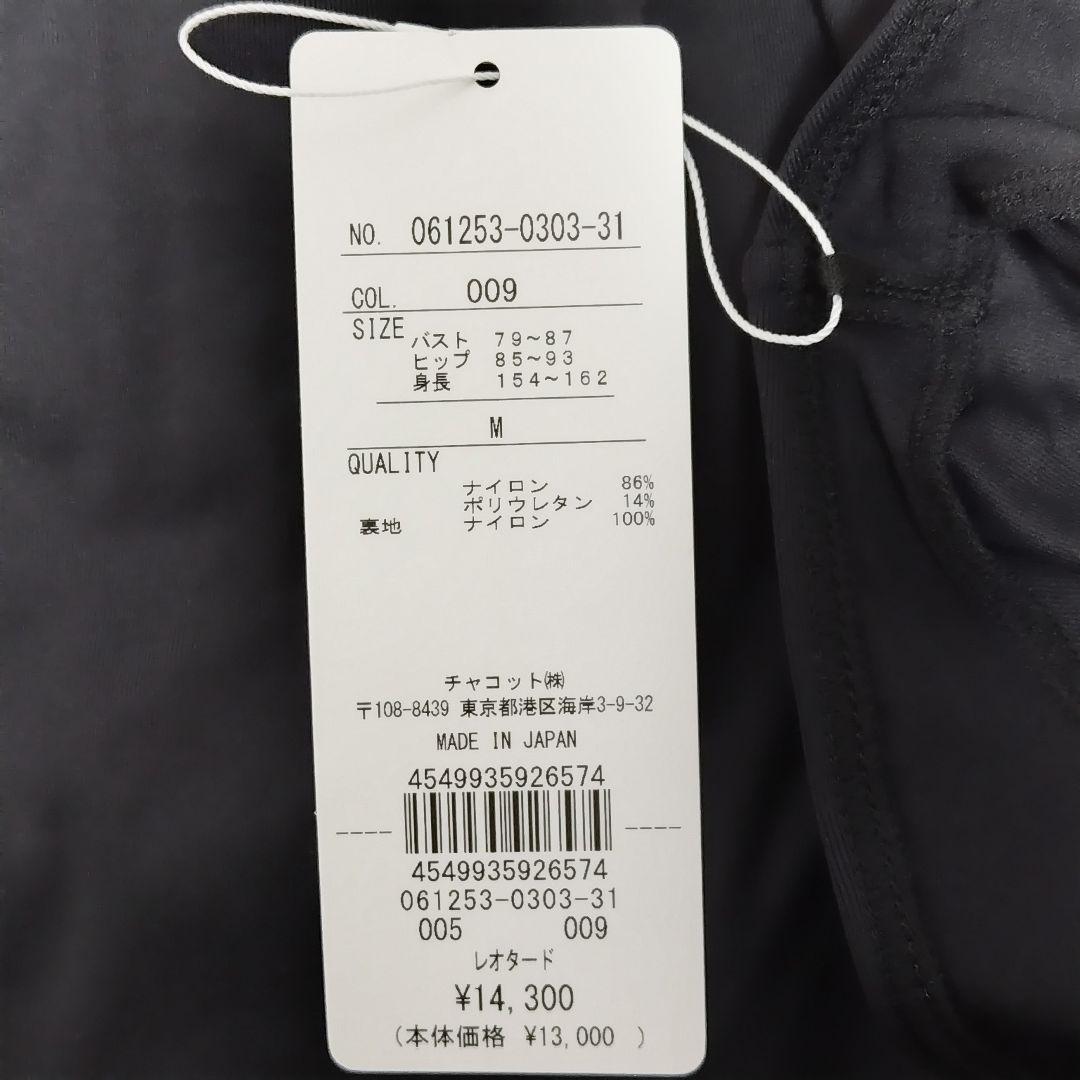 NO. 061253-0303-31
COL. 009
SIZE バスト 79~87
ヒップ 85~93
身長 154~162
M
QUALITY
ナイロン 86%
ポリウレタン 14%
裏地 ナイロン 100%
チャコット㈱
〒108-8439 東京都港区海岸3-9-32
MADE IN JAPAN
4549935926574
4549935926574
061253-0303-31
005 009
レオタード
¥14,300
(本体価格 ¥13,000 )